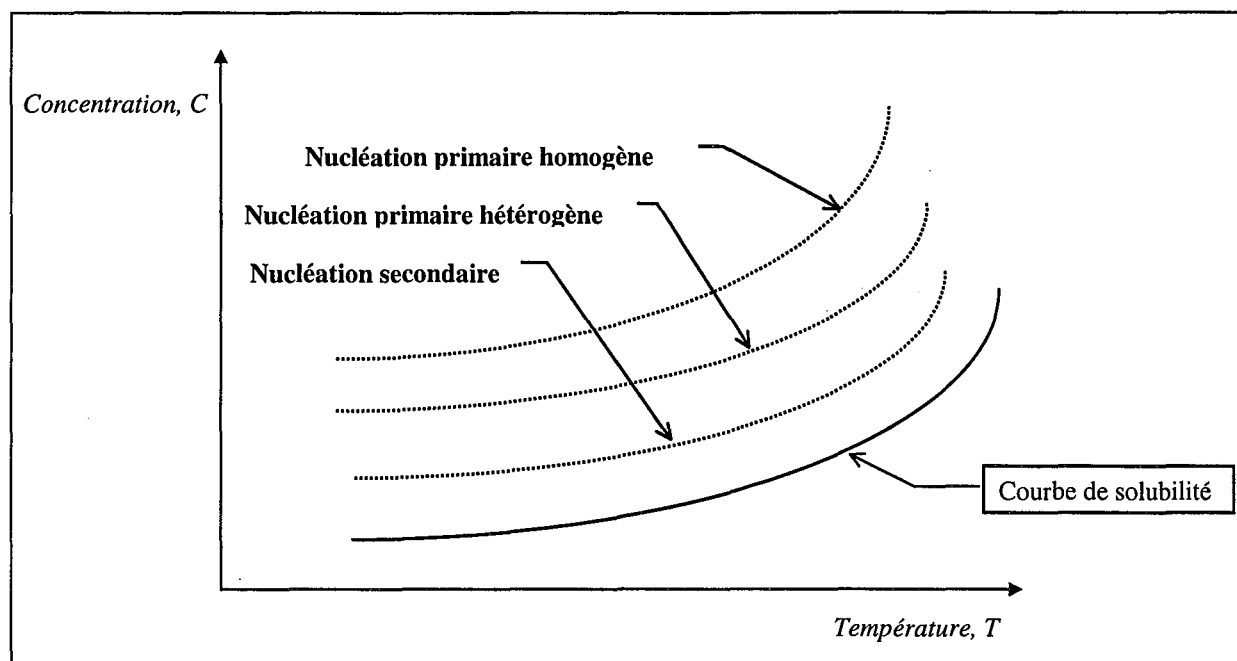 Concentration, C
Nucléation primaire homogène
Nucléation primaire hétérogène
Nucléation secondaire
Courbe de solubilité
Température, T